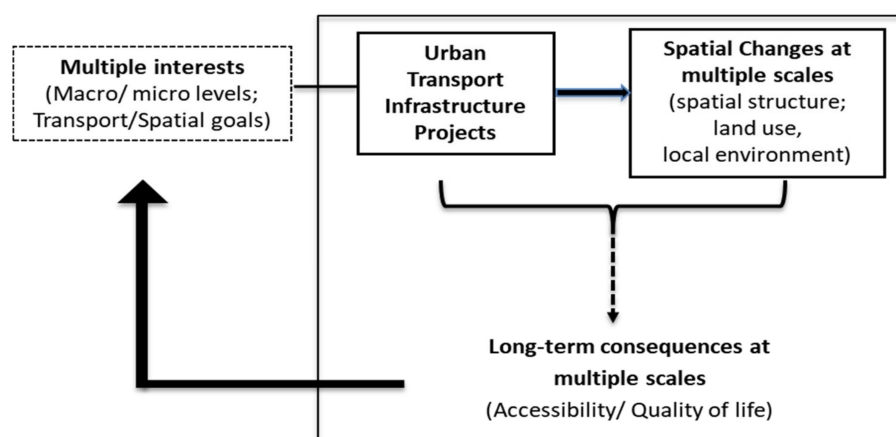 Multiple interests
(Macro/ micro levels;
Transport/Spatial goals)
Urban
Transport
Infrastructure
Projects
Spatial Changes at
multiple scales
(spatial structure;
land use,
local environment)
Long-term consequences at
multiple scales
(Accessibility/ Quality of life)